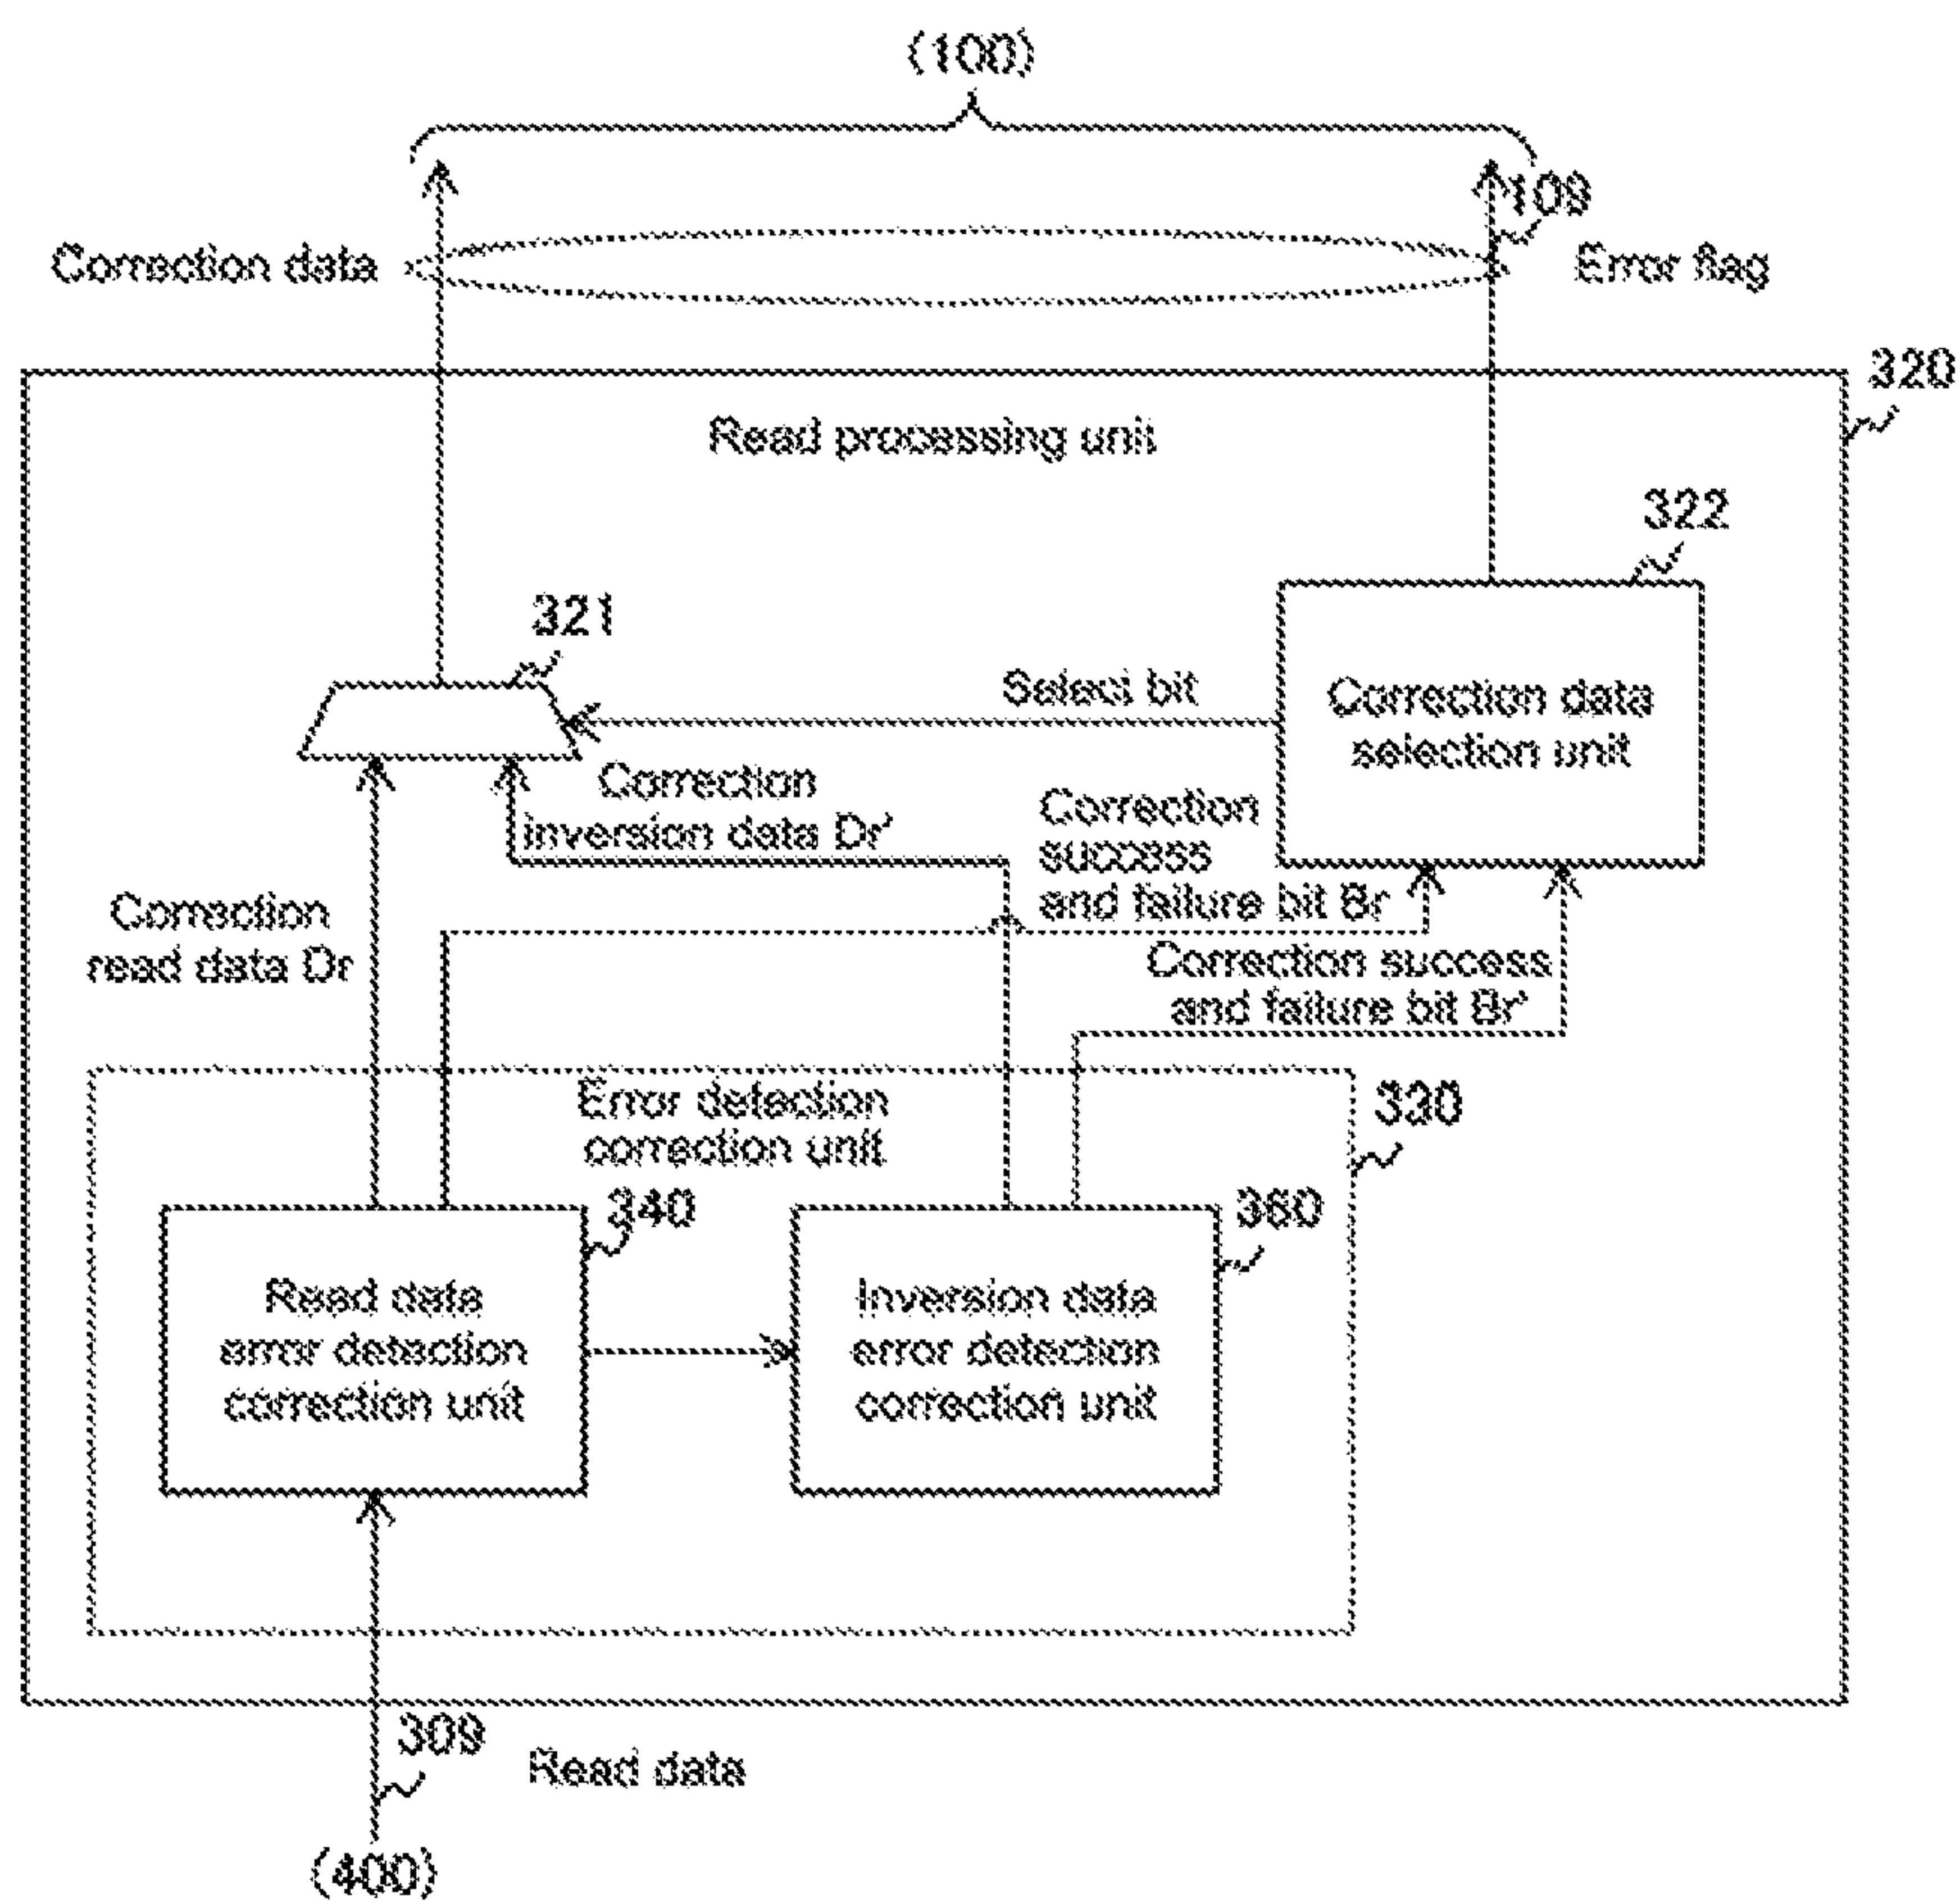 (100)
109
Correction data
Error flag
320
Read processing unit
322
321
Select bit
Correction data
selection unit
Correction
inversion data Dr'
Correction
success
and failure bit Br
Correction
read data Dr
Correction success
and failure bit Br'
Error detection
correction unit
330
340
360
Read data
error detection
correction unit
Inversion data
error detection
correction unit
309
Read data
(400)